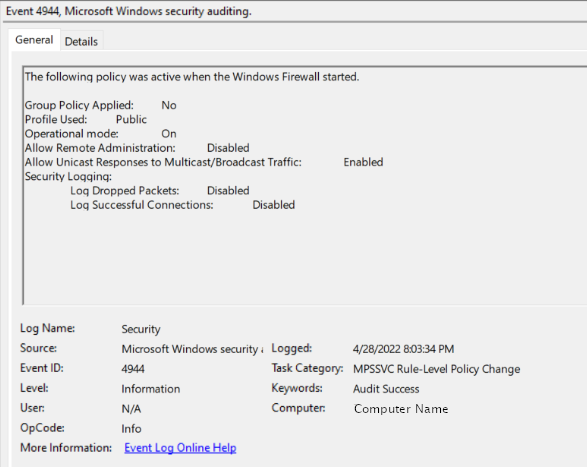 Event 4944, Microsoft Windows security auditing.
General Details
The following policy was active when the Windows Firewall started.
Group Policy Applied: No
Profile Used: Public
Operational mode: On
Allow Remote Administration: Disabled
Allow Unicast Responses to Multicast/Broadcast Traffic: Enabled
Security Logging:
Log Dropped Packets: Disabled
Log Successful Connections: Disabled
Log Name: Security
Source: Microsoft Windows security Logged: 4/28/2022 8:03:34 PM
Event ID: 4944 Task Category: MPSSVC Rule-Level Policy Change
Level: Information Keywords: Audit Success
User: N/A Computer: Computer Name
OpCode: Info
More Information: Event Log Online Help